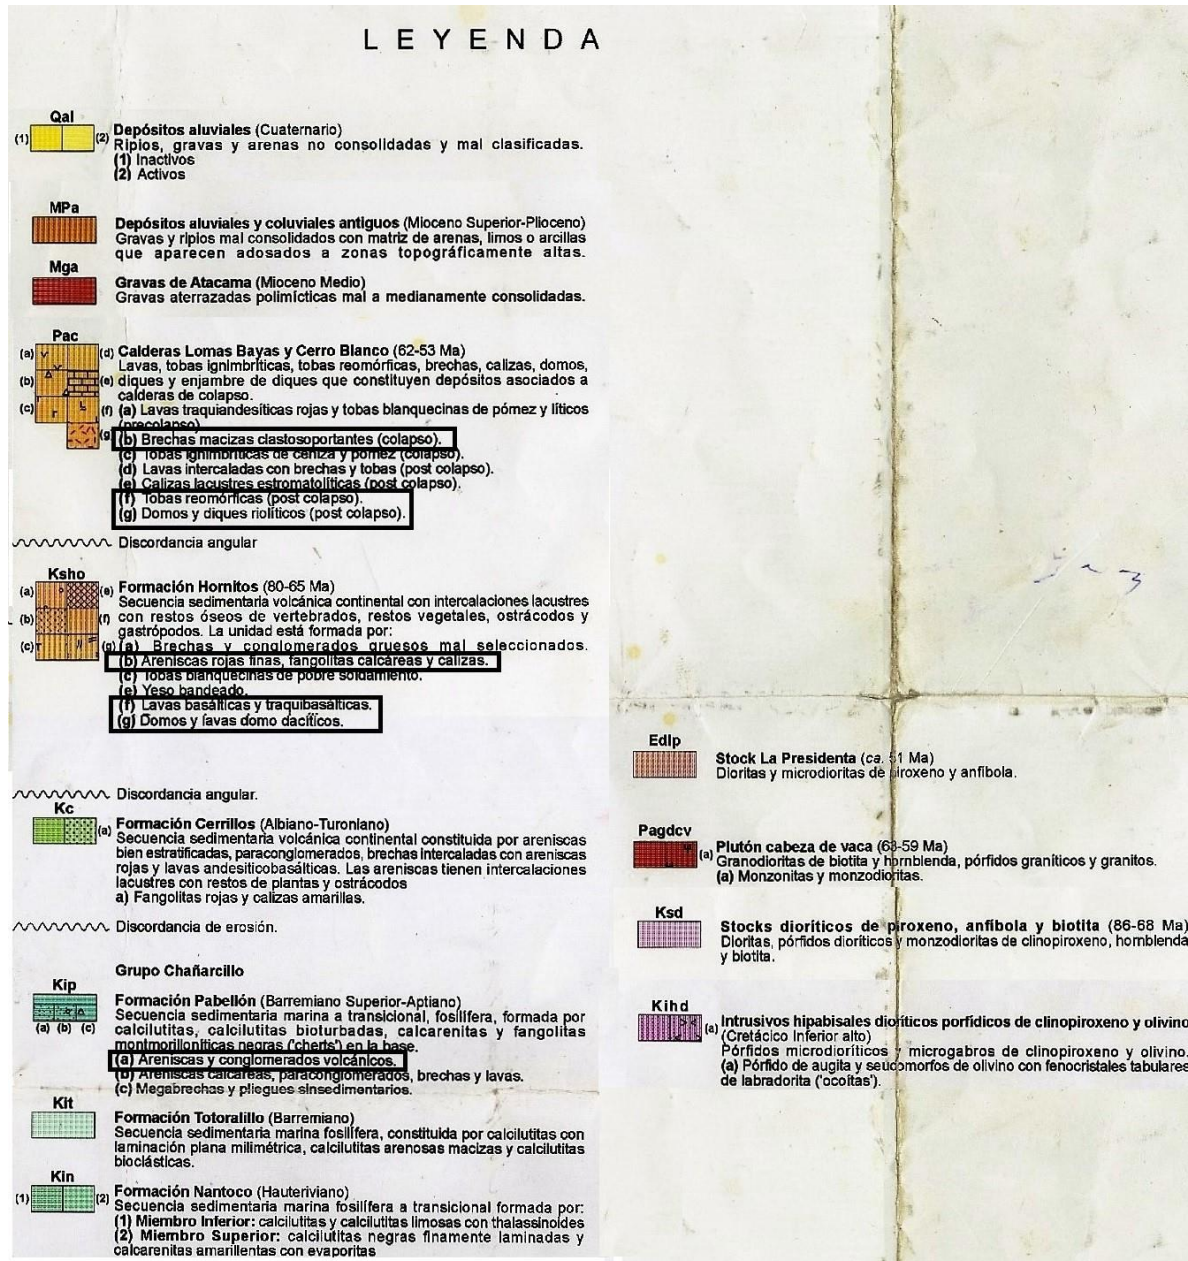 LEYENDA
Qal
(1) (2) Depósitos aluviales (Cuaternario)
Ripios, gravas y arenas no consolidadas y mal clasificadas.
(1) Inactivos
(2) Activos
MPa
Depósitos aluviales y coluviales antiguos (Mioceno Superior-Plioceno)
Gravas y ripios mal consolidados con matriz de arenas, limos o arcillas
que aparecen adosados a zonas topográficamente altas.
Mga
Gravas de Atacama (Mioceno Medio)
Gravas aterrazadas polimícticas mal a medianamente consolidadas.
Pac
(a) (d) Calderas Lomas Bayas y Cerro Blanco (62-53 Ma)
Lavas, tobas ignimbríticas, tobas reomórficas, brechas, calizas, domos,
(b) (e) diques y enjambre de diques que constituyen depósitos asociados a
calderas de colapso.
(c) (f) (a) Lavas traquiandesíticas rojas y tobas blanquecinas de pómez y líticos
(precolapso)
(g) (b) Brechas macizas clastosoportantes (colapso).
(c) Tobas ignimbríticas de ceniza y pómez (colapso).
(d) Lavas intercaladas con brechas y tobas (post colapso).
(e) Calizas lacustres estromatolíticas (post colapso).
(f) Tobas reomórficas (post colapso).
(g) Domos y diques riolíticos (post colapso).
Discordancia angular
Ksho
(a) (e) Formación Hornitos (80-65 Ma)
Secuencia sedimentaria volcánica continental con intercalaciones lacustres
(b) (f) con restos óseos de vertebrados, restos vegetales, ostrácodos y
gastrópodos. La unidad está formada por:
(c) (g) (a) Brechas y conglomerados gruesos mal seleccionados.
(b) Areniscas rojas finas, fangolitas calcáreas y calizas.
(c) Tobas blanquecinas de pobre soldamiento.
(e) Yeso bandeado.
(f) Lavas basálticas y traquibasálticas.
(g) Domos y lavas domo dacíticos.
Discordancia angular.
Kc
(a) Formación Cerrillos (Albiano-Turoniano)
Secuencia sedimentaria volcánica continental constituida por areniscas
bien estratificadas, paraconglomerados, brechas intercaladas con areniscas
rojas y lavas andesiticobasálticas. Las areniscas tienen intercalaciones
lacustres con restos de plantas y ostrácodos
a) Fangolitas rojas y calizas amarillas.
Discordancia de erosión.
Grupo Chañarcillo
Kip
Formación Pabellón (Barremiano Superior-Aptiano)
Secuencia sedimentaria marina a transicional, fosilífera, formada por
(a) (b) (c) calcilutitas, calcilutitas bioturbadas, calcarenitas y fangolitas
montmorilloníticas negras ('cherts') en la base.
(a) Areniscas y conglomerados volcánicos.
(b) Areniscas calcáreas, paraconglomerados, brechas y lavas.
(c) Megabrechas y pliegues sinsedimentarios.
Kit
Formación Totoralillo (Barremiano)
Secuencia sedimentaria marina fosilífera, constituida por calcilutitas con
laminación plana milimétrica, calcilutitas arenosas macizas y calcilutitas
bioclásticas.
Kin
(1) (2) Formación Nantoco (Hauteriviano)
Secuencia sedimentaria marina fosilífera a transicional formada por:
(1) Miembro Inferior: calcilutitas y calcilutitas limosas con thalassinoides
(2) Miembro Superior: calcilutitas negras finamente laminadas y
calcarenitas amarillentas con evaporitas
Edlp
Stock La Presidenta (ca. 51 Ma)
Dioritas y microdioritas de piroxeno y anfíbola.
Pagdcv
(a) Plutón cabeza de vaca (63-59 Ma)
Granodioritas de biotita y hornblenda, pórfidos graníticos y granitos.
(a) Monzonitas y monzodioritas.
Ksd
Stocks dioríticos de piroxeno, anfíbola y biotita (86-68 Ma)
Dioritas, pórfidos dioríticos y monzodioritas de clinopiroxeno, hornblenda
y biotita.
Kihd
(a) Intrusivos hipabisales dioríticos porfídicos de clinopiroxeno y olivino
(Cretácico Inferior alto)
Pórfidos microdioríticos y microgabros de clinopiroxeno y olivino.
(a) Pórfido de augita y seudomorfos de olivino con fenocristales tabulares
de labradorita ('ocoitas').